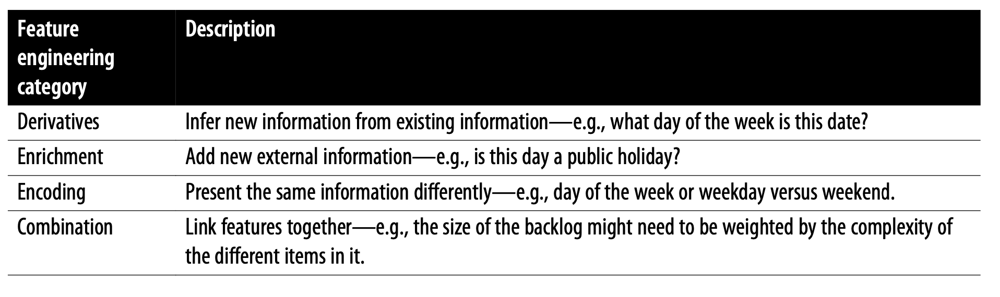 Feature
engineering
category
Description
Derivatives
Infer new information from existing information—e.g., what day of the week is this date?
Enrichment
Add new external information—e.g., is this day a public holiday?
Encoding
Present the same information differently—e.g., day of the week or weekday versus weekend.
Combination
Link features together—e.g., the size of the backlog might need to be weighted by the complexity of
the different items in it.